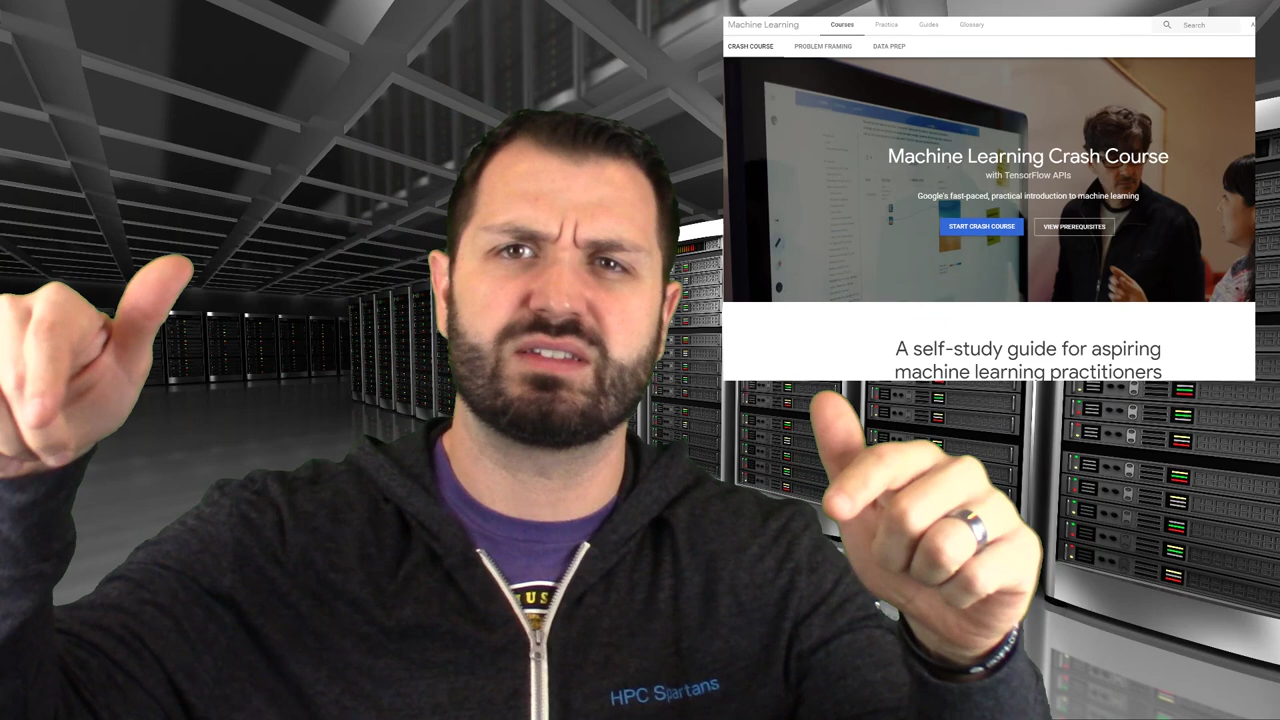 Machine Learning Courses Practica Guides Glossary Search
CRASH COURSE PROBLEM FRAMING DATA PREP
Machine Learning Crash Course
with TensorFlow APIs
Google's fast-paced, practical introduction to machine learning
START CRASH COURSE VIEW PREREQUISITES
A self-study guide for aspiring
machine learning practitioners
HPC Spartans